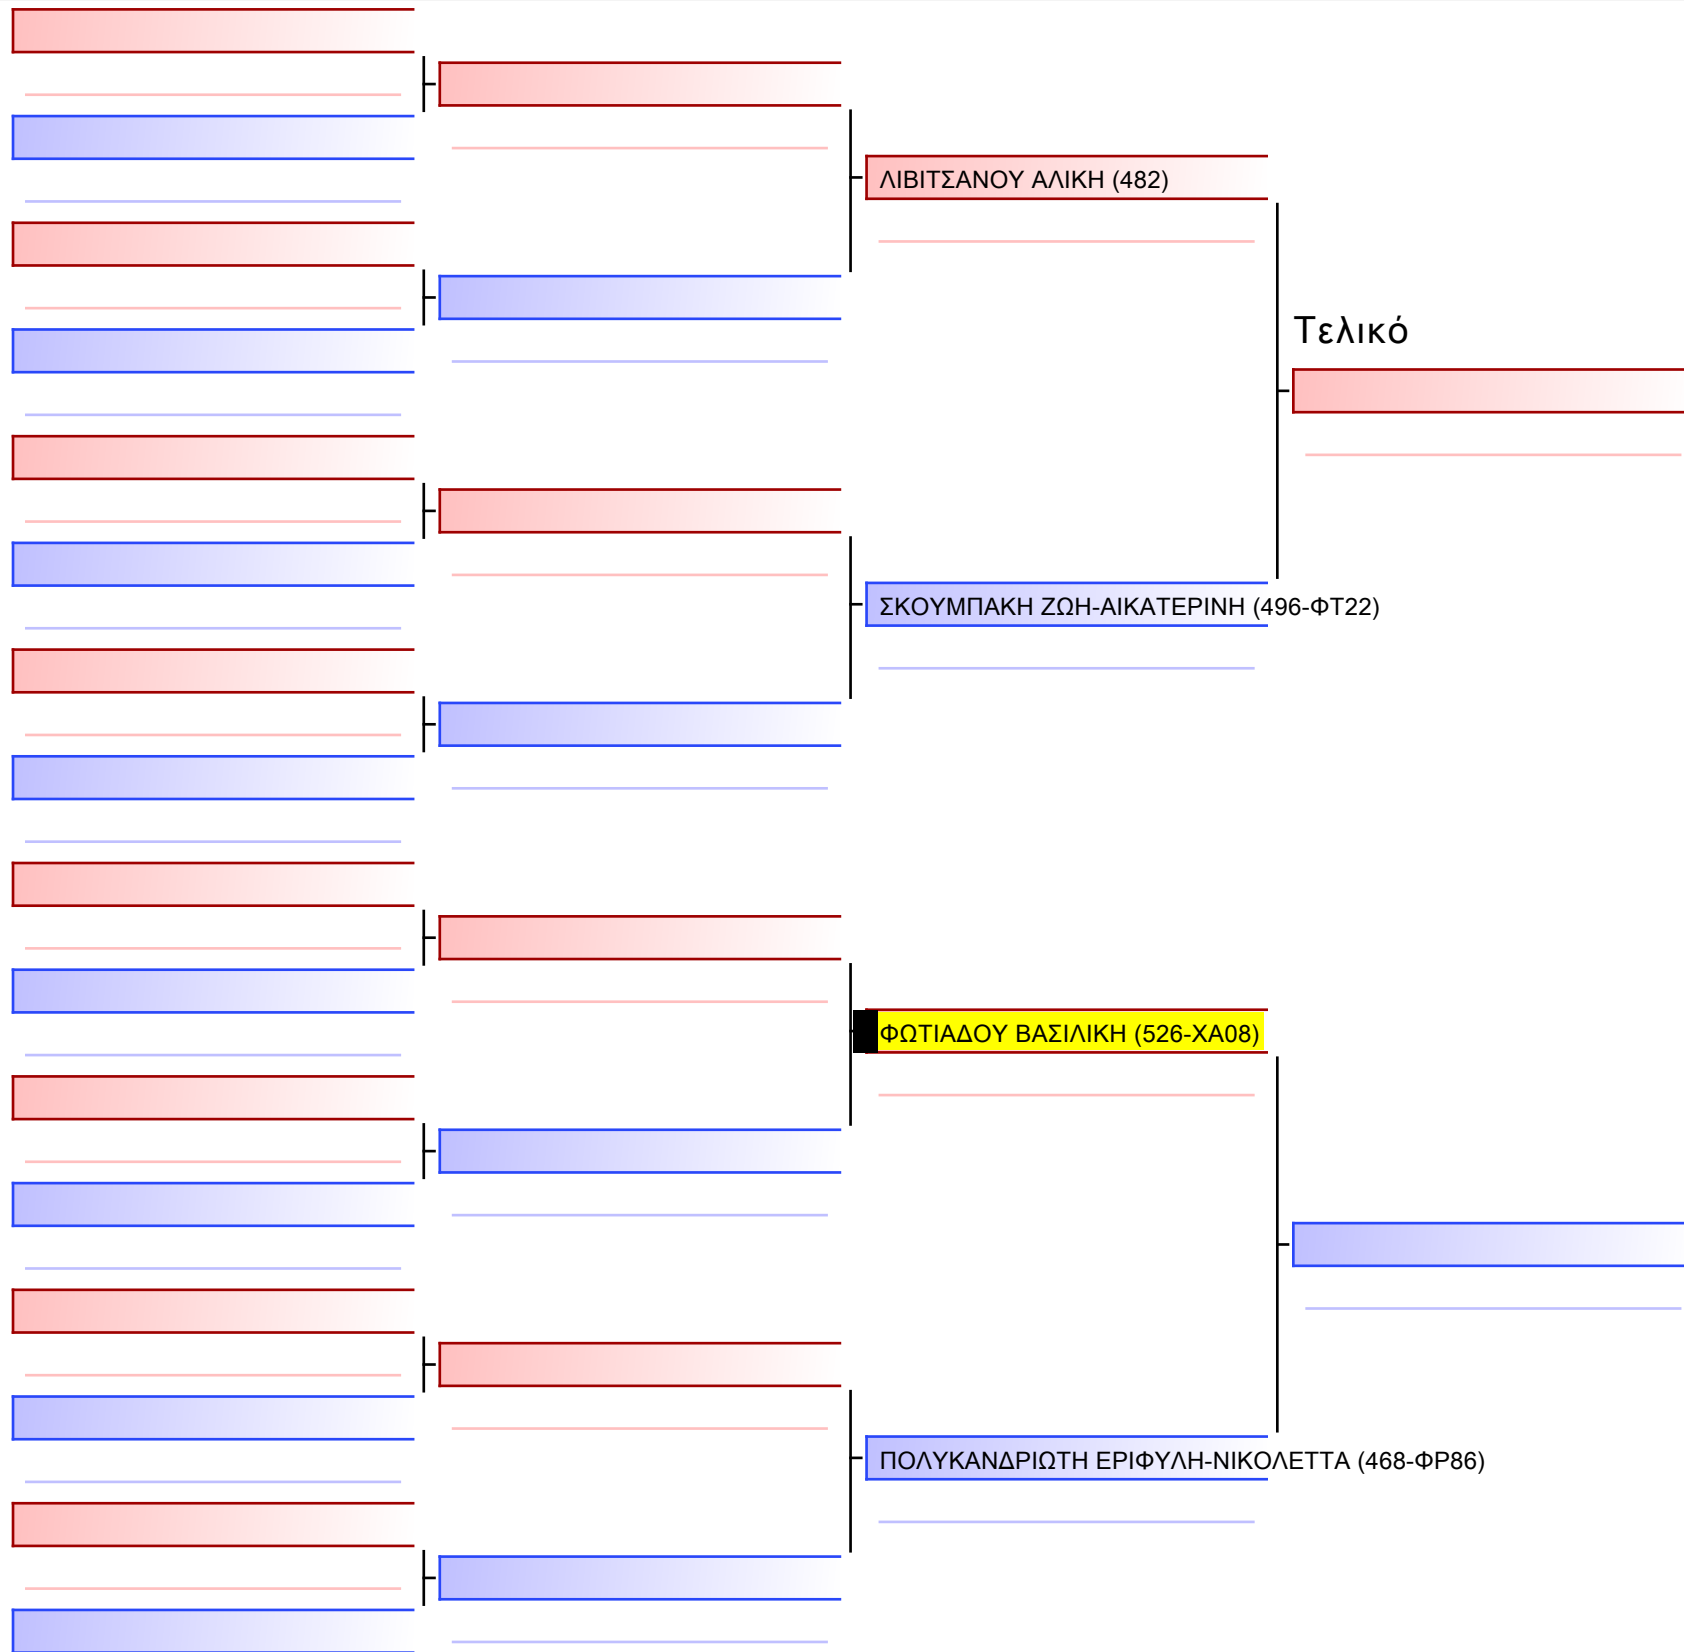 ΛΙΒΙΤΣΑΝΟΥ ΑΛΙΚΗ (482)
Τελικό
ΣΚΟΥΜΠΑΚΗ ΖΩΗ-ΑΙΚΑΤΕΡΙΝΗ (496-ΦΤ22)
ΦΩΤΙΑΔΟΥ ΒΑΣΙΛΙΚΗ (526-ΧΑ08)
ΠΟΛΥΚΑΝΔΡΙΩΤΗ ΕΡΙΦΥΛΗ-ΝΙΚΟΛΕΤΤΑ (468-ΦΡ86)